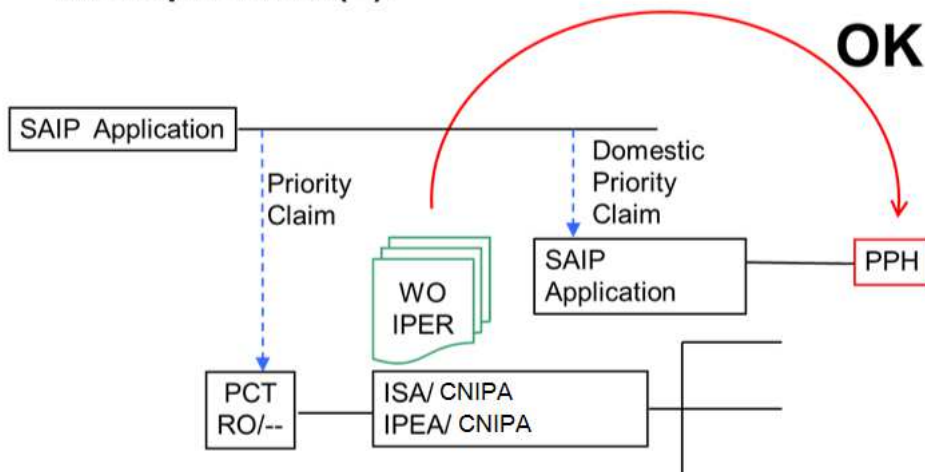 OK
SAIP Application
Priority
Claim
Domestic
Priority
Claim
WO
IPER
SAIP
Application
PPH
PCT
RO/--
ISA/ CNIPA
IPEA/ CNIPA